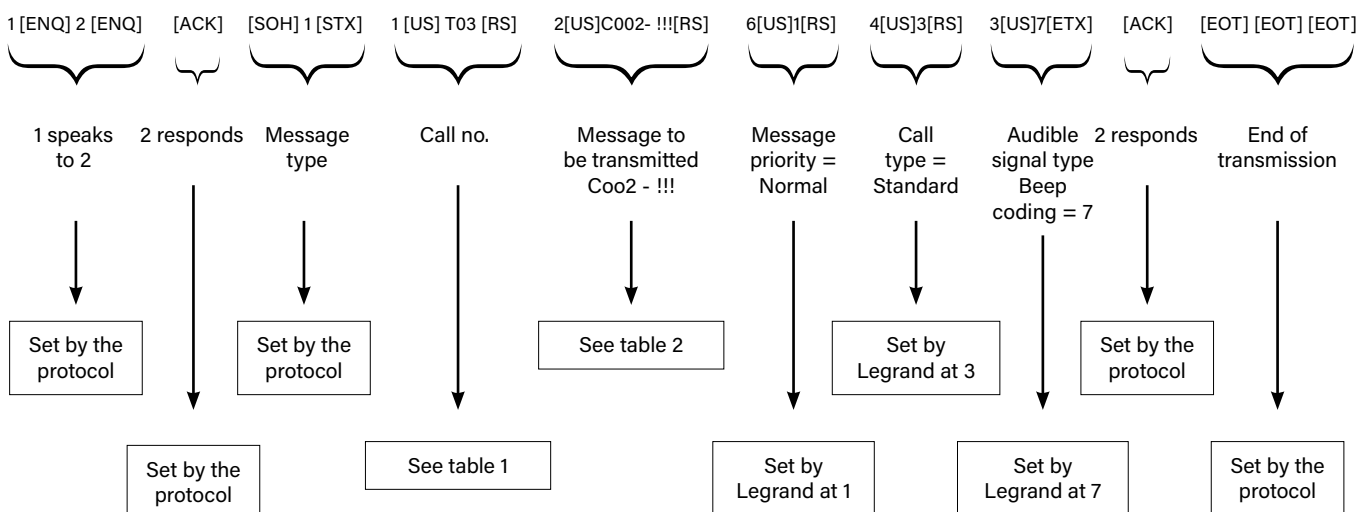 1 [ENQ] 2 [ENQ] [ACK] [SOH] 1 [STX] 1 [US] T03 [RS] 2[US]C002- !!![RS] 6[US]1[RS] 4[US]3[RS] 3[US]7[ETX] [ACK] [EOT] [EOT] [EOT]
1 speaks
to 2
2 responds
Message
type
Call no.
Message to
be transmitted
Coo2 - !!!
Message
priority =
Normal
Call
type =
Standard
Audible
signal type
Beep
coding = 7
2 responds
End of
transmission
Set by the
protocol
Set by the
protocol
See table 2
Set by
Legrand at 3
Set by the
protocol
Set by the
protocol
See table 1
Set by
Legrand at 1
Set by
Legrand at 7
Set by the
protocol